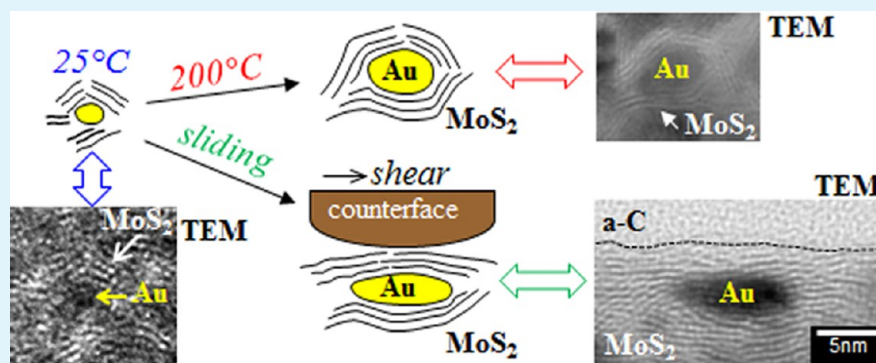 25°C
200°C
sliding
Au
MoS2
TEM
Au
MoS2
→ shear
counterface
Au
MoS2
MoS2
TEM
Au
TEM
a-C
Au
MoS2
5nm